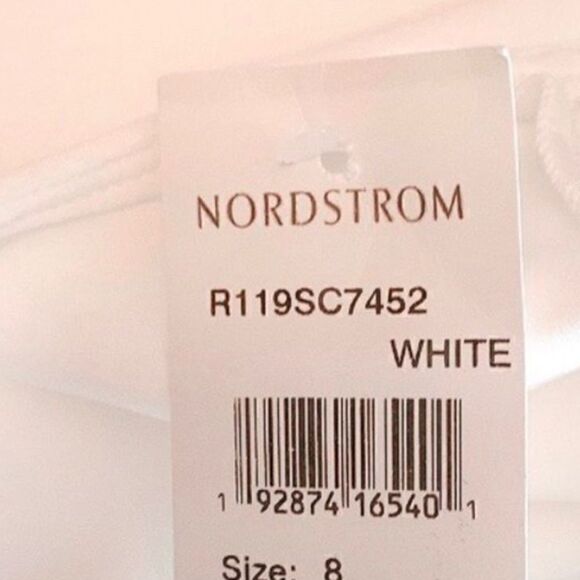 NORDSTROM
R119SC7452
WHITE
1 92874 16540 1
Size: 8